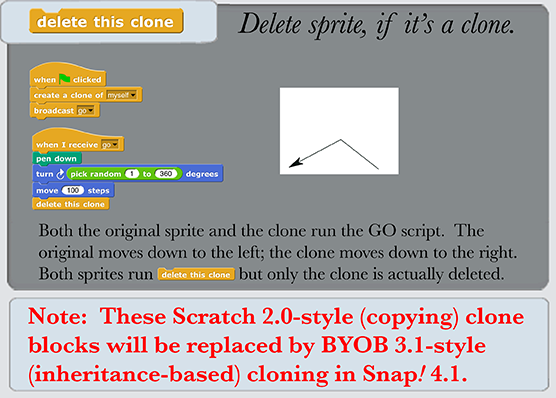 delete this clone
Delete sprite, if it's a clone.
when clicked
create a clone of myself
broadcast go
when I receive go
pen down
turn pick random 1 to 360 degrees
move 100 steps
delete this clone
Both the original sprite and the clone run the GO script. The
original moves down to the left; the clone moves down to the right.
Both sprites run delete this clone but only the clone is actually deleted.
Note: These Scratch 2.0-style (copying) clone
blocks will be replaced by BYOB 3.1-style
(inheritance-based) cloning in Snap! 4.1.